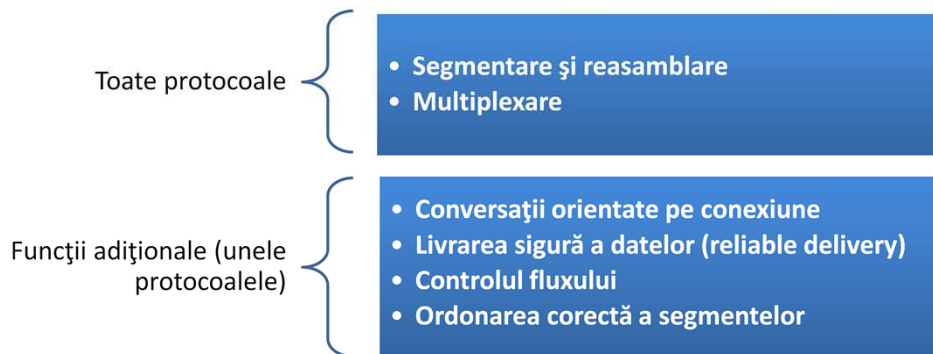 Toate protocoale
• Segmentare şi reasamblare
• Multiplexare
Funcţii adiţionale (unele
protocoalele)
• Conversaţii orientate pe conexiune
• Livrarea sigură a datelor (reliable delivery)
• Controlul fluxului
• Ordonarea corectă a segmentelor